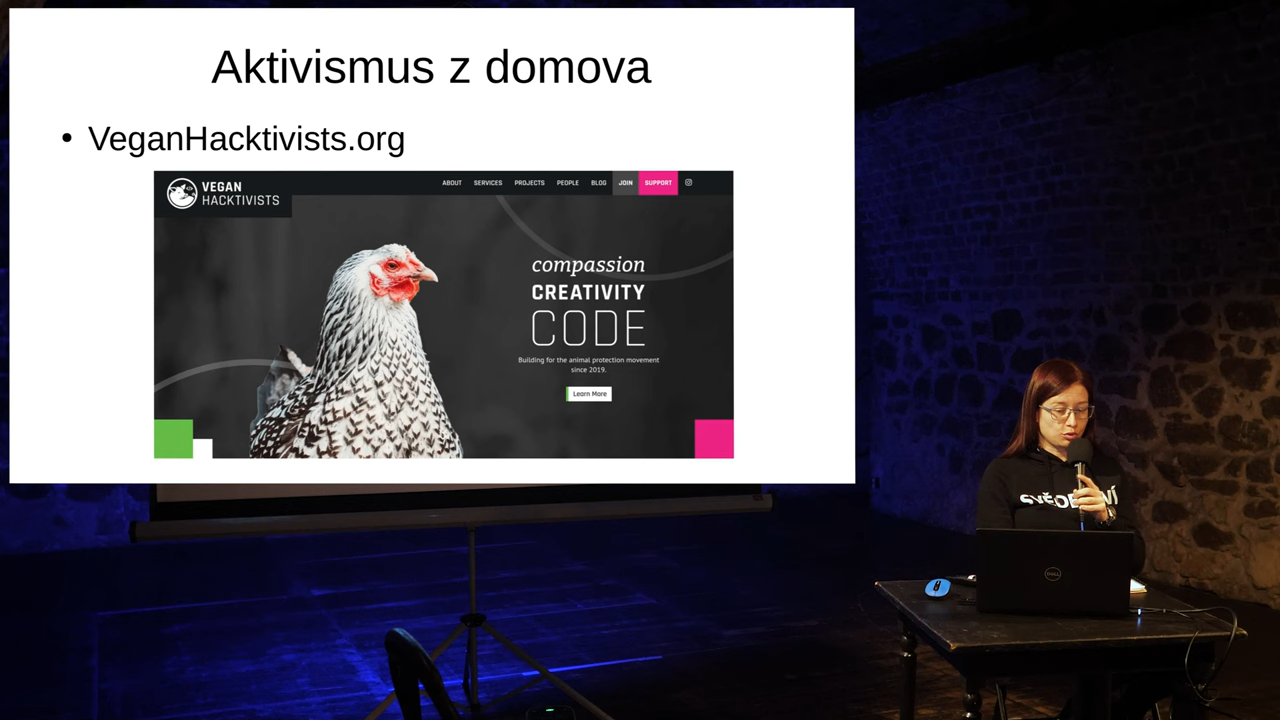 Aktivismus z domova
• VeganHacktivists.org
VEGAN
HACKTIVISTS
ABOUT SERVICES PROJECTS PEOPLE BLOG JOIN SUPPORT
compassion
CREATIVITY
CODE
Building for the animal protection movement
since 2019.
Learn More
DELL